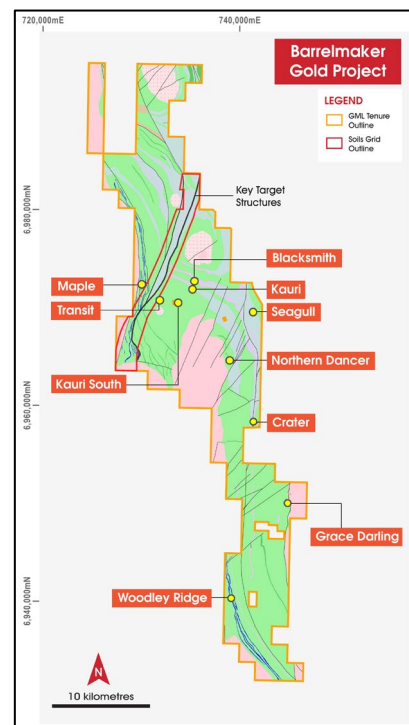 720,000mE
740,000mE
Barrelmaker
Gold Project
LEGEND
GML Tenure
Outline
Soils Grid
Outline
6,980,000mN
Key Target
Structures
Blacksmith
Maple
Kauri
Transit
Seagull
Northern Dancer
Kauri South
6,960,000mN
Crater
Grace Darling
Woodley Ridge
6,940,000mN
N
10 kilometres